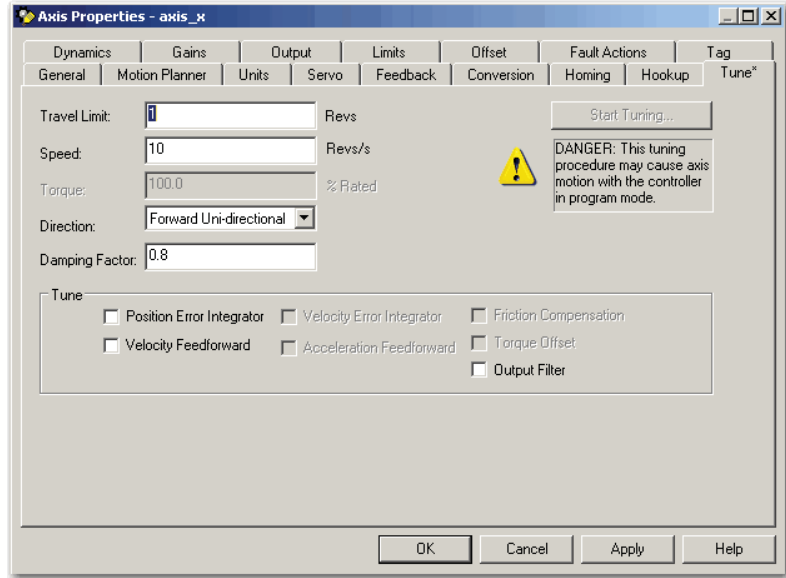 Axis Properties - axis_x
Dynamics Gains Output Limits Offset Fault Actions Tag
General Motion Planner Units Servo Feedback Conversion Homing Hookup Tune*
Travel Limit: 1 Revs Start Tuning...
Speed: 10 Revs/s
DANGER: This tuning
procedure may cause axis
motion with the controller
in program mode.
Torque: 100.0 % Rated
Direction: Forward Uni-directional
Damping Factor: 0.8
Tune
Position Error Integrator Velocity Error Integrator Friction Compensation
Velocity Feedforward Acceleration Feedforward Torque Offset
Output Filter
OK Cancel Apply Help